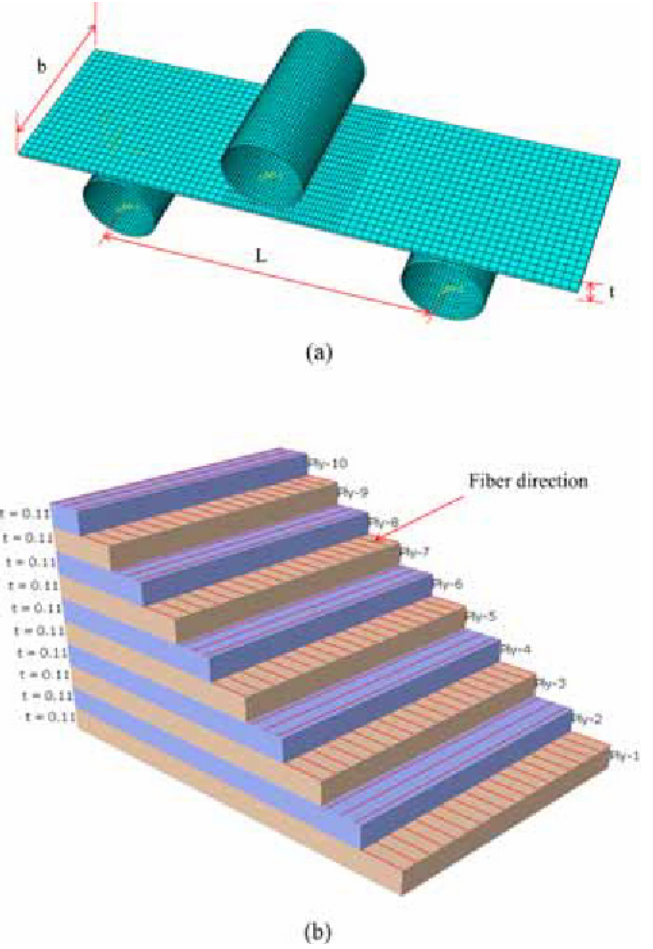 b
L
t
(a)
Ply-10
Ply-9
Fiber direction
t = 0.11
Ply-8
t = 0.11
Ply-7
t = 0.11
Ply-6
t = 0.11
Ply-5
t = 0.11
Ply-4
t = 0.11
Ply-3
t = 0.11
Ply-2
t = 0.11
t = 0.11
t = 0.11
Ply-1
(b)